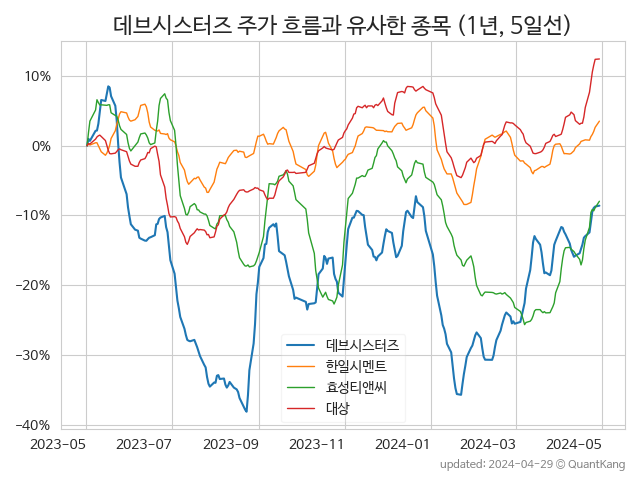 데브시스터즈 주가 흐름과 유사한 종목 (1년, 5일선)
10%
0%
−10%
−20%
−30%
−40%
데브시스터즈
한일시멘트
효성티앤씨
대상
2023-05 2023-07 2023-09 2023-11 2024-01 2024-03 2024-05
updated: 2024-04-29 © QuantKang